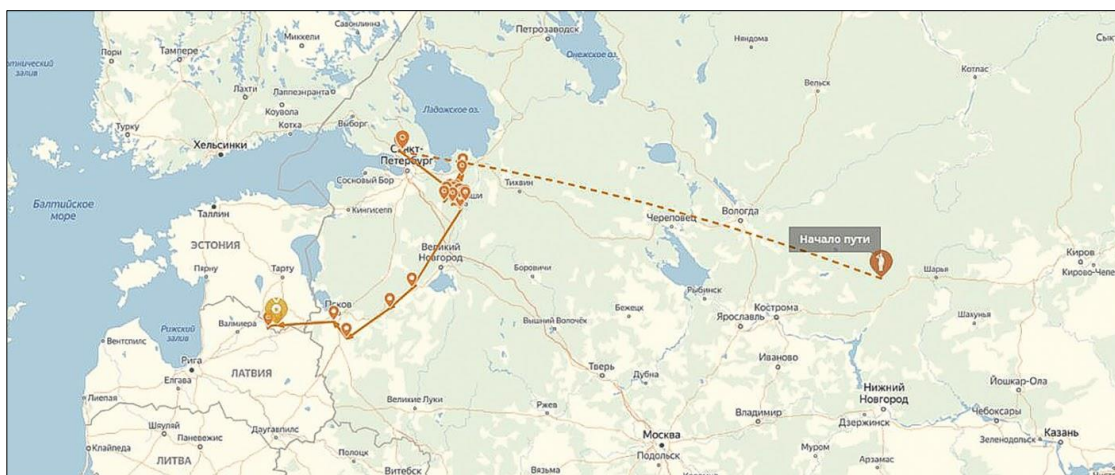 Савонлинна
Петрозаводск
Миккели
Няндома
Пори
Тампере
Онежское оз.
Котлас
Вельск
залив
Лахти
Лаппеэнранта
Ладожское оз.
Коувола
Выборг
Турку
Котка
Хельсинки
Санкт-
Петербург
Сосновый Бор
Тихвин
Балтийское
море
Таллин
Кингисепп
Череповец
Вологда
Начало пути
ЭСТОНИЯ
Великий
Новгород
Киров
Кирово-Чепе
Пярну
Тарту
Боровичи
Шарья
Рыбинск
Псков
Бежецк
Кострома
Рижский
залив
Валмиера
Ярославль
Шахунья
Вентспилс
Вышний Волочёк
Рига
Иваново
Тверь
Йошкар-Ола
Елгава
ЛАТВИЯ
Дубна
Нижний
Новгород
Лиепая
Великие Луки
Ржев
Владимир
Чебоксары
Дзержинск
Шяуляй
Даугавпилс
Москва
Казань
Клайпеда
Паневежис
Зеленодольск
Муром
Полоцк
Подольск
ЛИТВА
Витебск
Вязьма
Арзамас